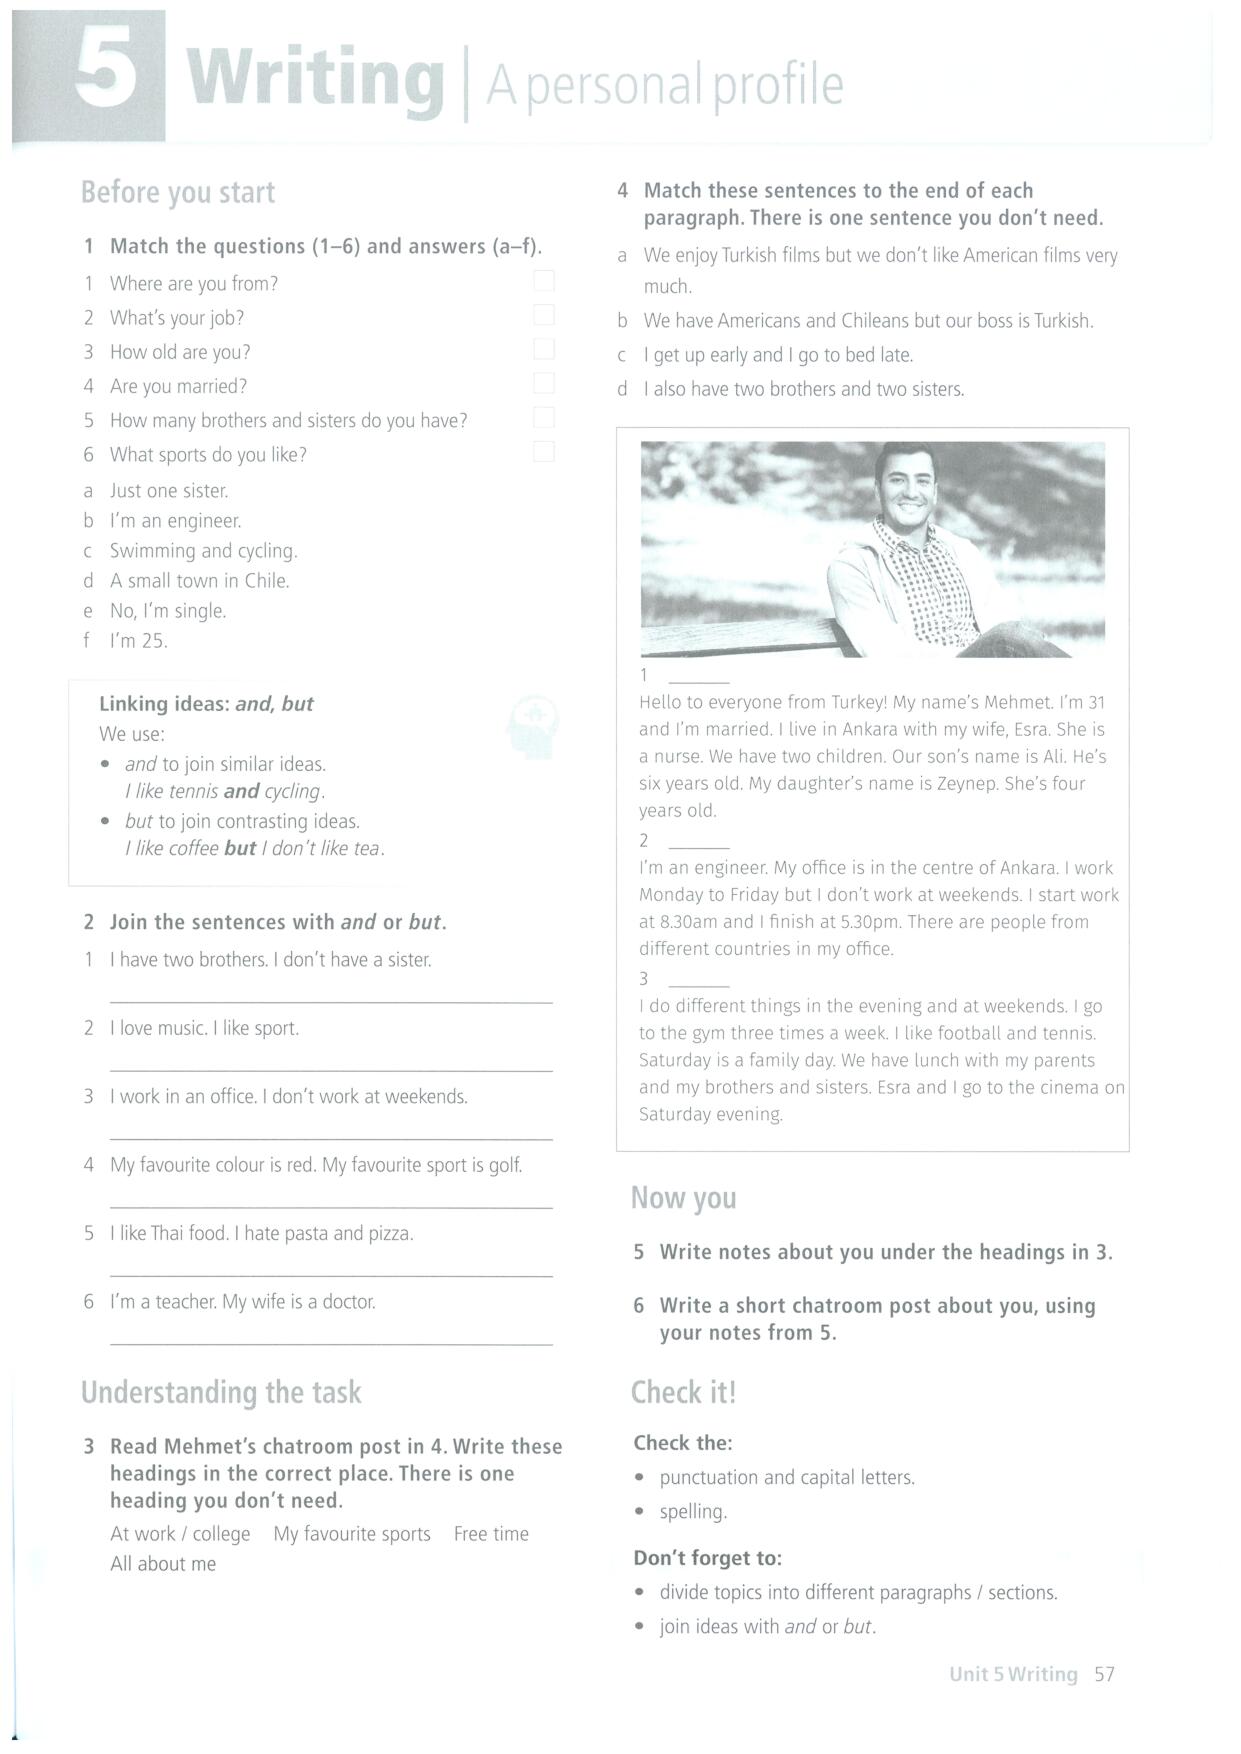 5 Writing | A personal profile
Before you start
1 Match the questions (1–6) and answers (a–f).
1 Where are you from?
2 What's your job?
3 How old are you?
4 Are you married?
5 How many brothers and sisters do you have?
6 What sports do you like?
a Just one sister.
b I'm an engineer.
c Swimming and cycling.
d A small town in Chile.
e No, I'm single.
f I'm 25.
Linking ideas: and, but
We use:
• and to join similar ideas.
I like tennis and cycling.
• but to join contrasting ideas.
I like coffee but I don't like tea.
2 Join the sentences with and or but.
1 I have two brothers. I don't have a sister.
2 I love music. I like sport.
3 I work in an office. I don't work at weekends.
4 My favourite colour is red. My favourite sport is golf.
5 I like Thai food. I hate pasta and pizza.
6 I'm a teacher. My wife is a doctor.
Understanding the task
3 Read Mehmet's chatroom post in 4. Write these
headings in the correct place. There is one
heading you don't need.
At work / college My favourite sports Free time
All about me
4 Match these sentences to the end of each
paragraph. There is one sentence you don't need.
a We enjoy Turkish films but we don't like American films very
much.
b We have Americans and Chileans but our boss is Turkish.
c I get up early and I go to bed late.
d I also have two brothers and two sisters.
1
Hello to everyone from Turkey! My name's Mehmet. I'm 31
and I'm married. I live in Ankara with my wife, Esra. She is
a nurse. We have two children. Our son's name is Ali. He's
six years old. My daughter's name is Zeynep. She's four
years old.
2
I'm an engineer. My office is in the centre of Ankara. I work
Monday to Friday but I don't work at weekends. I start work
at 8.30am and I finish at 5.30pm. There are people from
different countries in my office.
3
I do different things in the evening and at weekends. I go
to the gym three times a week. I like football and tennis.
Saturday is a family day. We have lunch with my parents
and my brothers and sisters. Esra and I go to the cinema on
Saturday evening.
Now you
5 Write notes about you under the headings in 3.
6 Write a short chatroom post about you, using
your notes from 5.
Check it!
Check the:
• punctuation and capital letters.
• spelling.
Don't forget to:
• divide topics into different paragraphs / sections.
• join ideas with and or but.
Unit 5 Writing 57